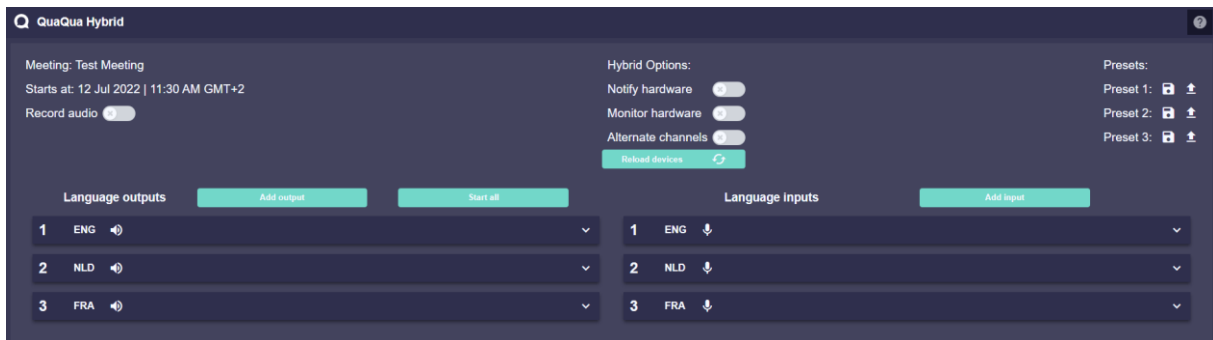 QuaQua Hybrid
Meeting: Test Meeting
Starts at: 12 Jul 2022 | 11:30 AM GMT+2
Record audio
Hybrid Options:
Notify hardware
Monitor hardware
Alternate channels
Reload devices
Presets:
Preset 1:
Preset 2:
Preset 3:
Language outputs Add output Start all
1 ENG
2 NLD
3 FRA
Language inputs Add input
1 ENG
2 NLD
3 FRA